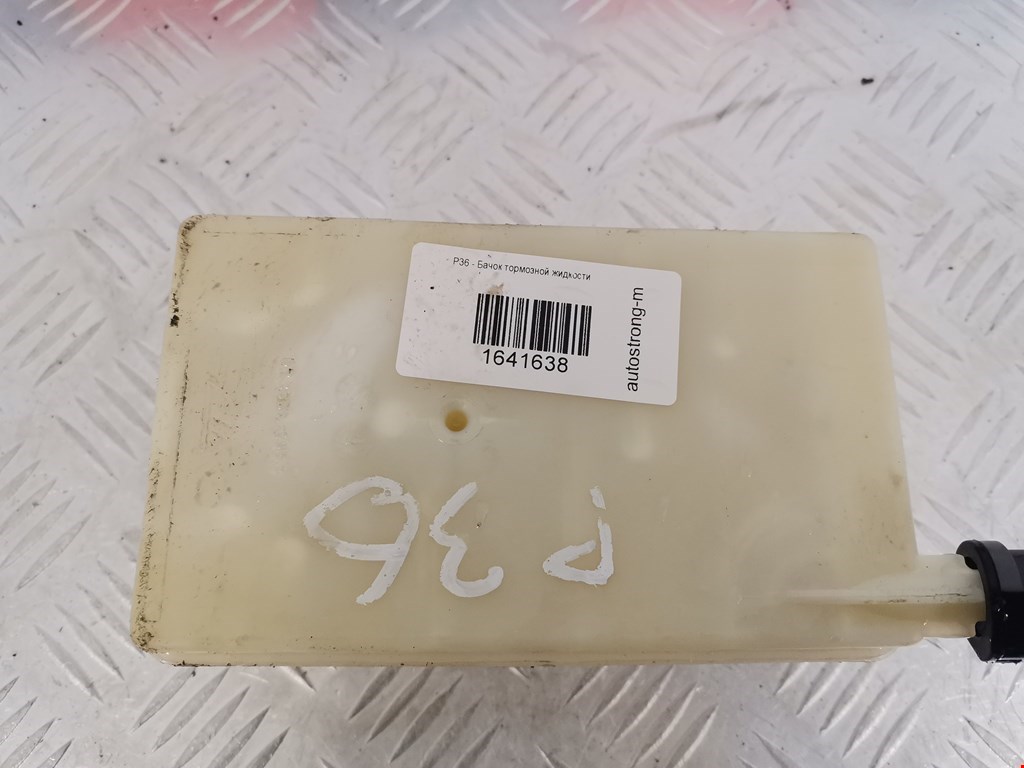 P36 - Бачок тормозной жидкости
1641638
autostrong-m
P36